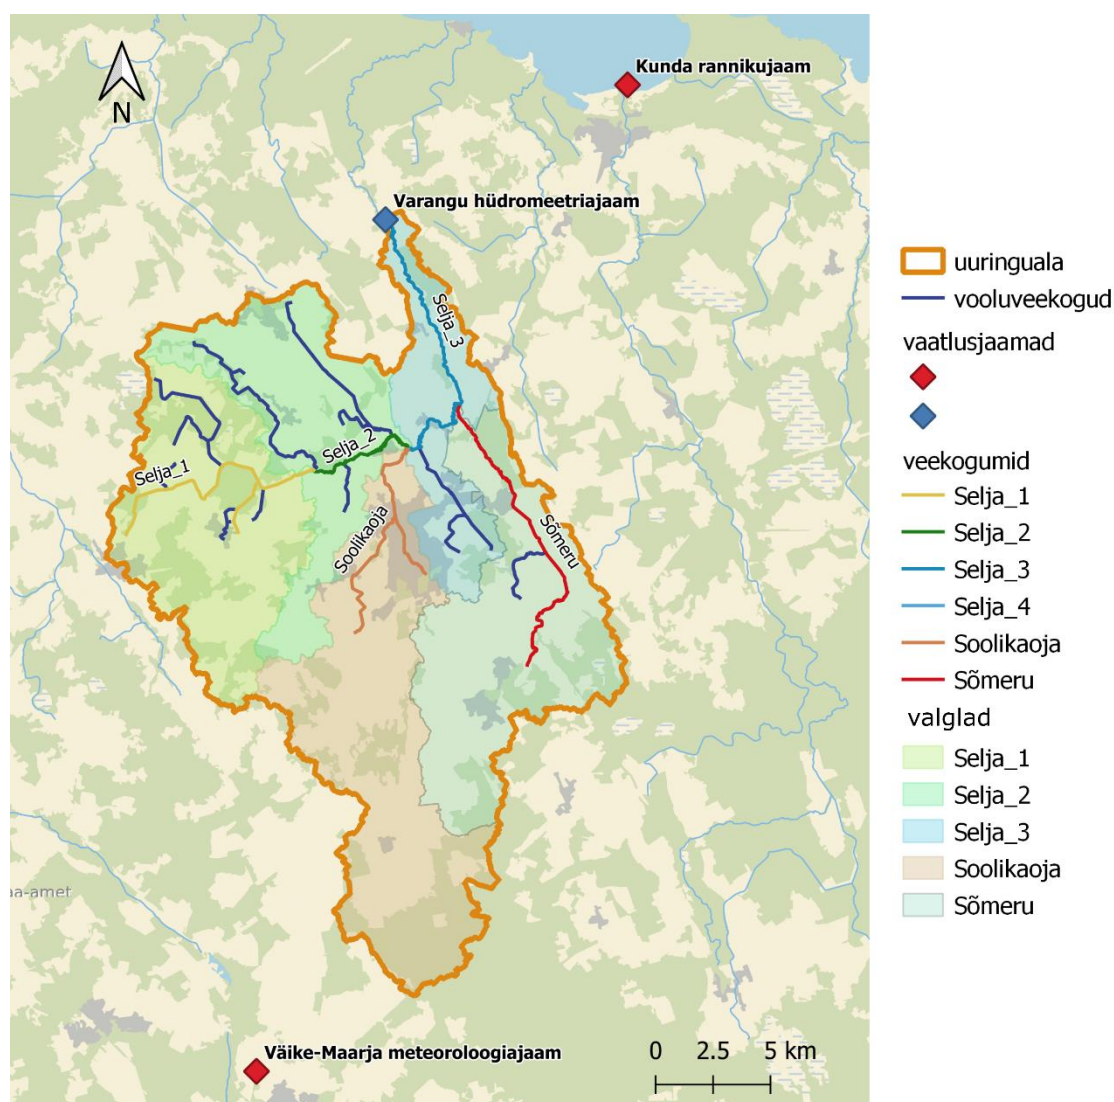 N
Kunda rannikujaam
Varangu hüdromeetriajaam
Selja_3
Selja_2
Selja_1
Soolikaoja
Sõmeru
aa-amet
Väike-Maarja meteoroloogiajaam
0 2.5 5 km
uuringuala
vooluveekogud
vaatlusjaamad
veekogumid
Selja_1
Selja_2
Selja_3
Selja_4
Soolikaoja
Sõmeru
valglad
Selja_1
Selja_2
Selja_3
Soolikaoja
Sõmeru